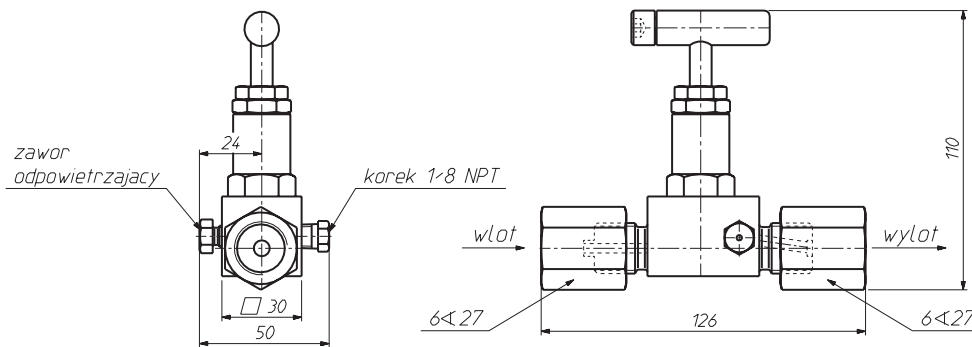 24
zawor
odpowietrzajacy
korek 1/8 NPT
□ 30
50
wlot
wylot
6∢27
6∢27
126
110